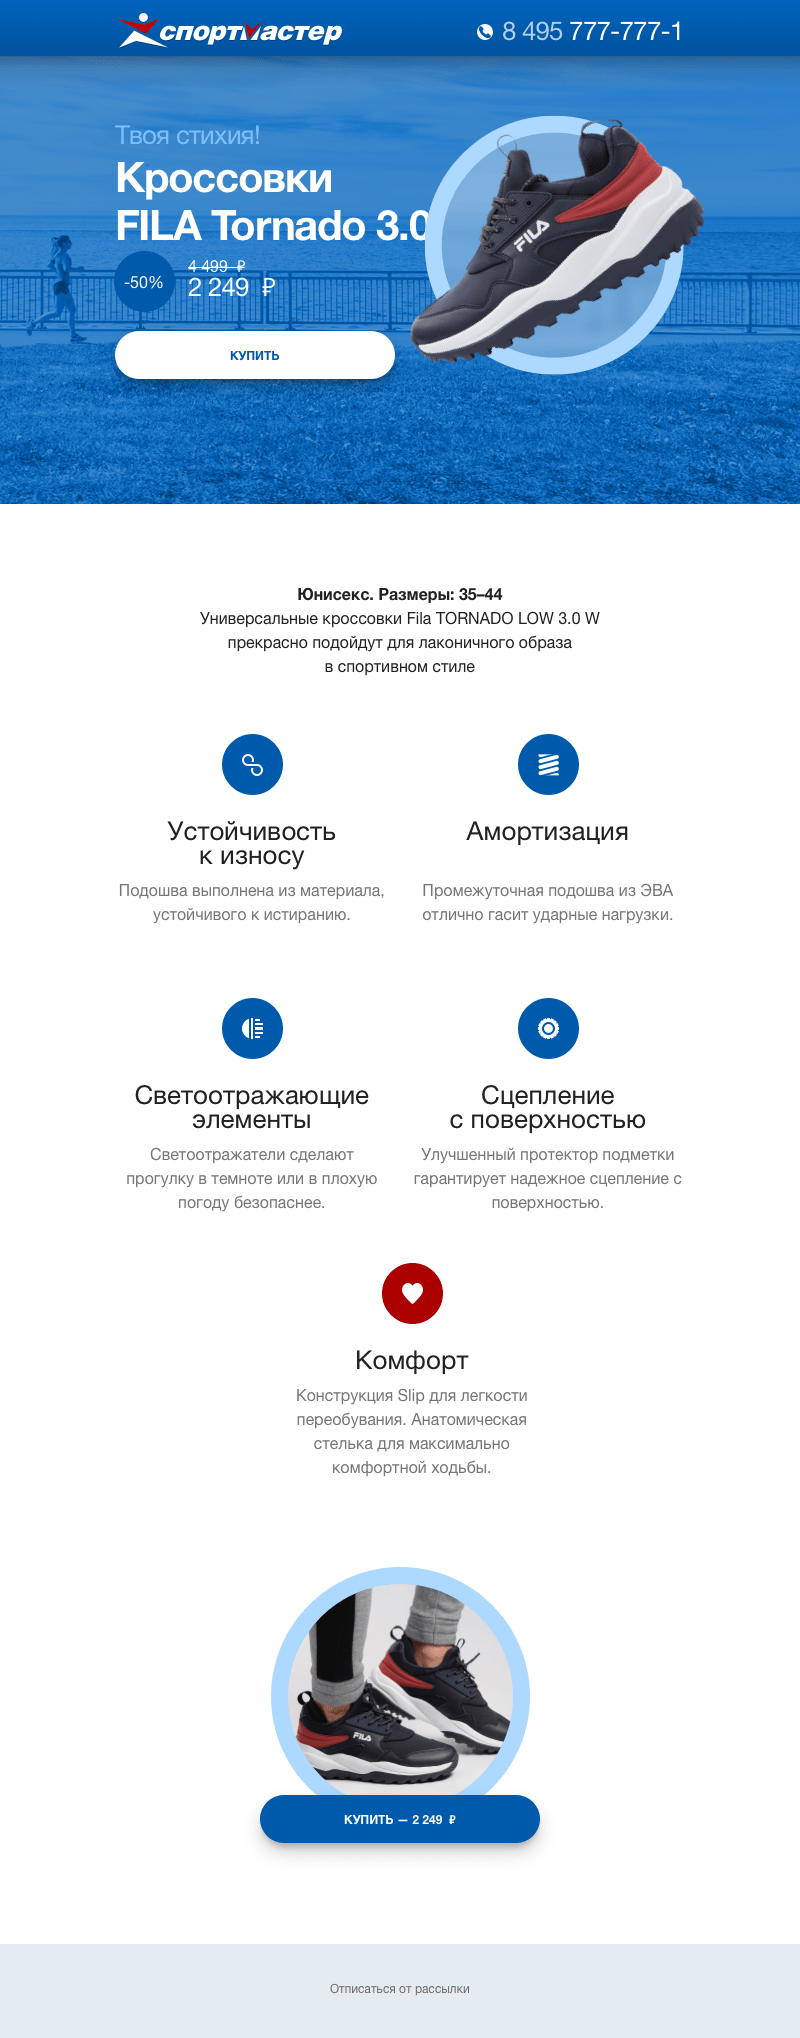 спортмастер
8 495 777-777-1
Твоя стихия!
Кроссовки
FILA Tornado 3.0
FILA
-50%
4 499 ₽
2 249 ₽
КУПИТЬ
Юнисекс. Размеры: 35–44
Универсальные кроссовки Fila TORNADO LOW 3.0 W
прекрасно подойдут для лаконичного образа
в спортивном стиле
Устойчивость
к износу
Подошва выполнена из материала,
устойчивого к истиранию.
Амортизация
Промежуточная подошва из ЭВА
отлично гасит ударные нагрузки.
Светоотражающие
элементы
Светоотражатели сделают
прогулку в темноте или в плохую
погоду безопаснее.
Сцепление
с поверхностью
Улучшенный протектор подметки
гарантирует надежное сцепление с
поверхностью.
Комфорт
Конструкция Slip для легкости
переобувания. Анатомическая
стелька для максимально
комфортной ходьбы.
FILA
КУПИТЬ — 2 249 ₽
Отписаться от рассылки